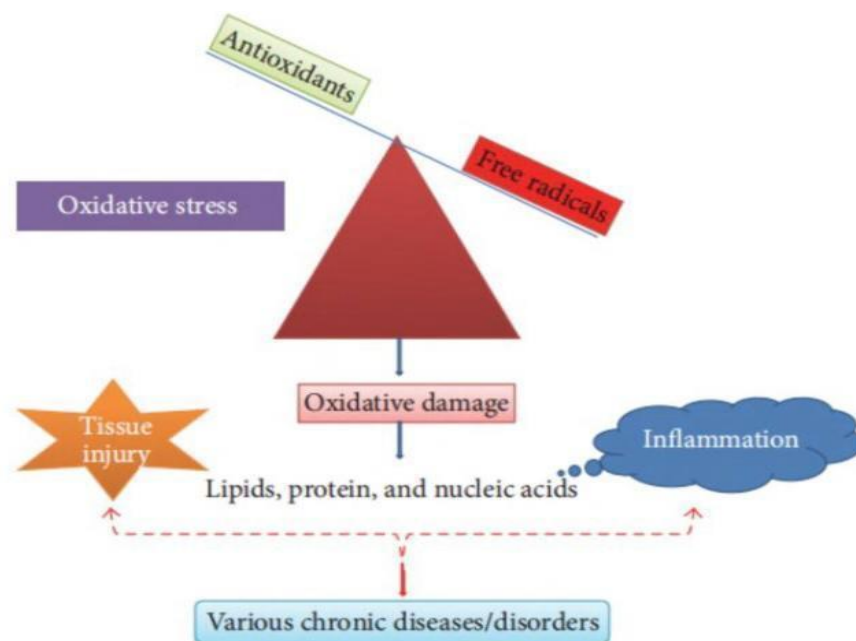 Antioxidants
Free radicals
Oxidative stress
Oxidative damage
Tissue
injury
Inflammation
Lipids, protein, and nucleic acids
Various chronic diseases/disorders